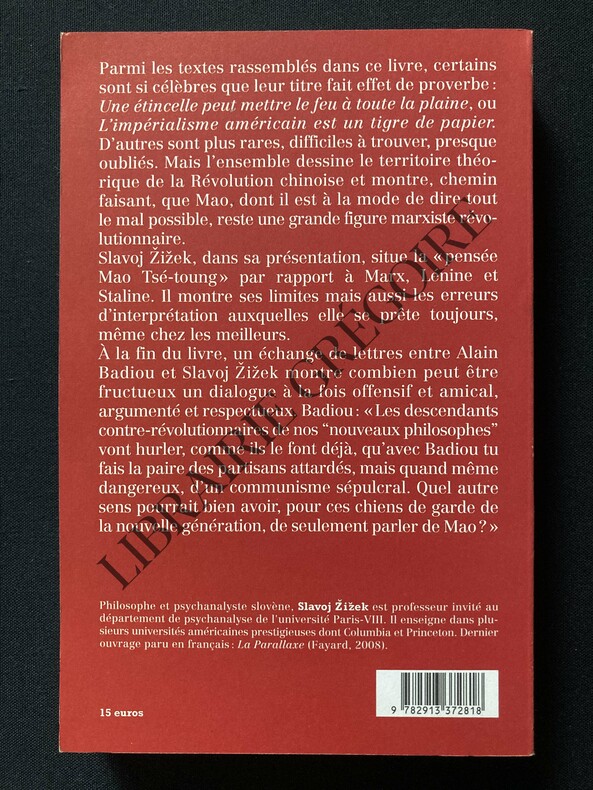 Parmi les textes rassemblés dans ce livre, certains
sont si célèbres que leur titre fait effet de proverbe :
Une étincelle peut mettre le feu à toute la plaine, ou
L'impérialisme américain est un tigre de papier.
D'autres sont plus rares, difficiles à trouver, presque
oubliés. Mais l'ensemble dessine le territoire théo-
rique de la Révolution chinoise et montre, chemin
faisant, que Mao, dont il est à la mode de dire tout
le mal possible, reste une grande figure marxiste révo-
lutionnaire.
Slavoj Žižek, dans sa présentation, situe la « pensée
Mao Tsé-toung » par rapport à Marx, Lénine et
Staline. Il montre ses limites mais aussi les erreurs
d'interprétation auxquelles elle se prête toujours,
même chez les meilleurs.
À la fin du livre, un échange de lettres entre Alain
Badiou et Slavoj Žižek montre combien peut être
fructueux un dialogue à la fois offensif et amical,
argumenté et respectueux. Badiou : « Les descendants
contre-révolutionnaires de nos “nouveaux philosophes”
vont hurler, comme ils le font déjà, qu'avec Badiou tu
fais la paire des partisans attardés, mais quand même
dangereux, d'un communisme sépulcral. Quel autre
sens pourrait bien avoir, pour ces chiens de garde de
la nouvelle génération, de seulement parler de Mao ? »
LIBRAIRIE GRÉGOIRE
Philosophe et psychanalyste slovène, Slavoj Žižek est professeur invité au
département de psychanalyse de l'université Paris-VIII. Il enseigne dans plu-
sieurs universités américaines prestigieuses dont Columbia et Princeton. Dernier
ouvrage paru en français : La Parallaxe (Fayard, 2008).
15 euros
9 782913 372818